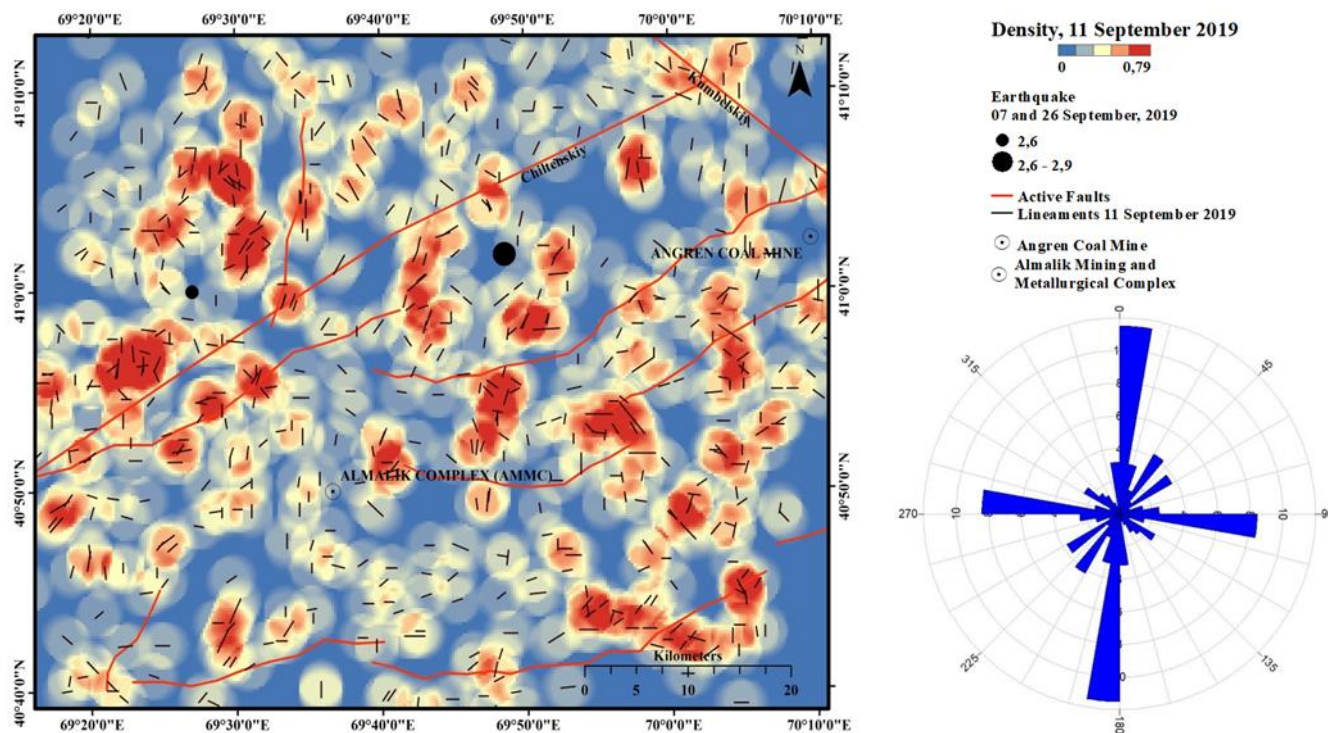 69°20'0"E 69°30'0"E 69°40'0"E 69°50'0"E 70°00'0"E 70°10'0"E
41°10'0"N
41°0'0"N
40°50'0"N
40°40'0"N
N
Kumbelskiy
Chiltenskiy
ANGREN COAL MINE
ALMALIK COMPLEX (AMMC)
Kilometers
0 5 10 20
41°10'0"N
41°0'0"N
40°50'0"N
40°40'0"N
69°20'0"E 69°30'0"E 69°40'0"E 69°50'0"E 70°00'0"E 70°10'0"E
Density, 11 September 2019
0 0,79
Earthquake
07 and 26 September, 2019
2,6
2,6 - 2,9
Active Faults
Lineaments 11 September 2019
Angren Coal Mine
Almalik Mining and
Metallurgical Complex
0
315 45
270 10 10 9
225 135
180